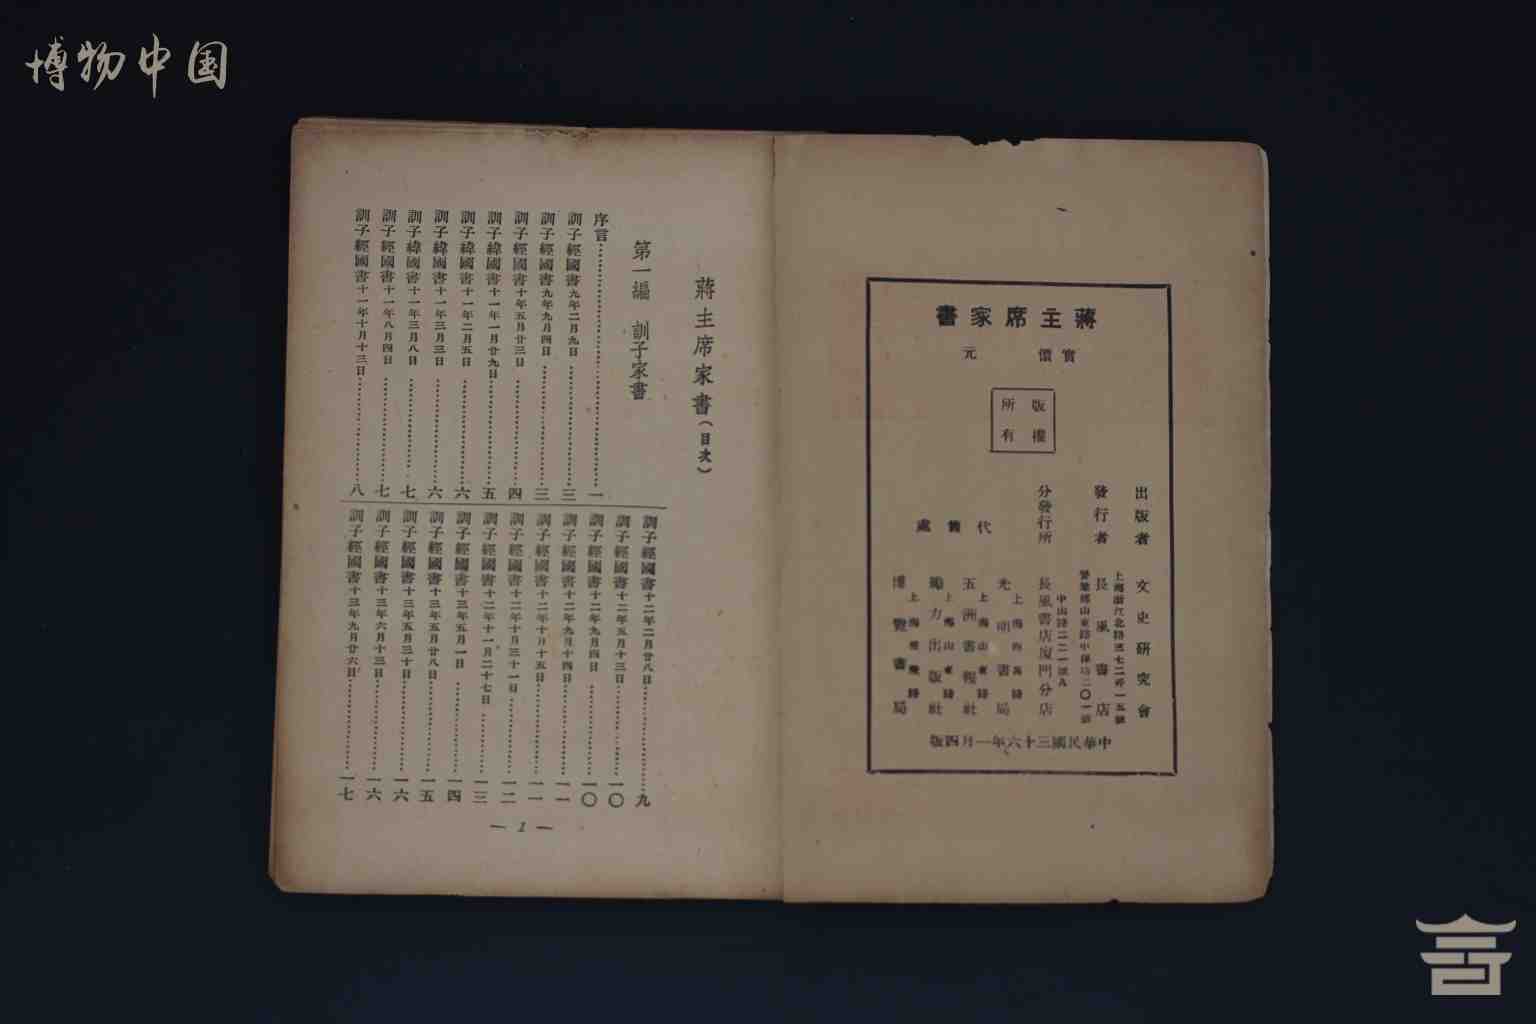 博物中国
蔣主席家書
實價 元
版權
所有
出版者 文史研究會
發行者 長風書店
分發行所 長風書店廈門分店
中山路二二一號A
代售處
光明書局
五洲書報社
勵力出版社
上海山東路
博覽書局
中華民國三十六年一月四版
蔣主席家書(目次)
第一編 訓子家書
序言 一
訓子經國書九年二月九日 三
訓子經國書九年九月四日 三
訓子經國書十年五月廿三日 四
訓子緯國書十一年一月廿九日 五
訓子緯國書十一年二月五日 六
訓子緯國書十一年三月三日 六
訓子緯國書十一年三月八日 七
訓子經國書十一年八月四日 七
訓子經國書十一年十月十三日 八
訓子經國書十二年二月廿八日 九
訓子經國書十二年五月十三日 一〇
訓子經國書十二年九月四日 一〇
訓子經國書十二年九月十四日 一一
訓子經國書十二年十月十五日 一一
訓子經國書十二年十月三十一日 一二
訓子經國書十二年十一月二十七日 一三
訓子經國書十三年五月一日 一四
訓子經國書十三年五月廿八日 一五
訓子經國書十三年五月三十日 一六
訓子經國書十三年六月十三日 一六
訓子經國書十三年九月廿六日 一七
— 1 —